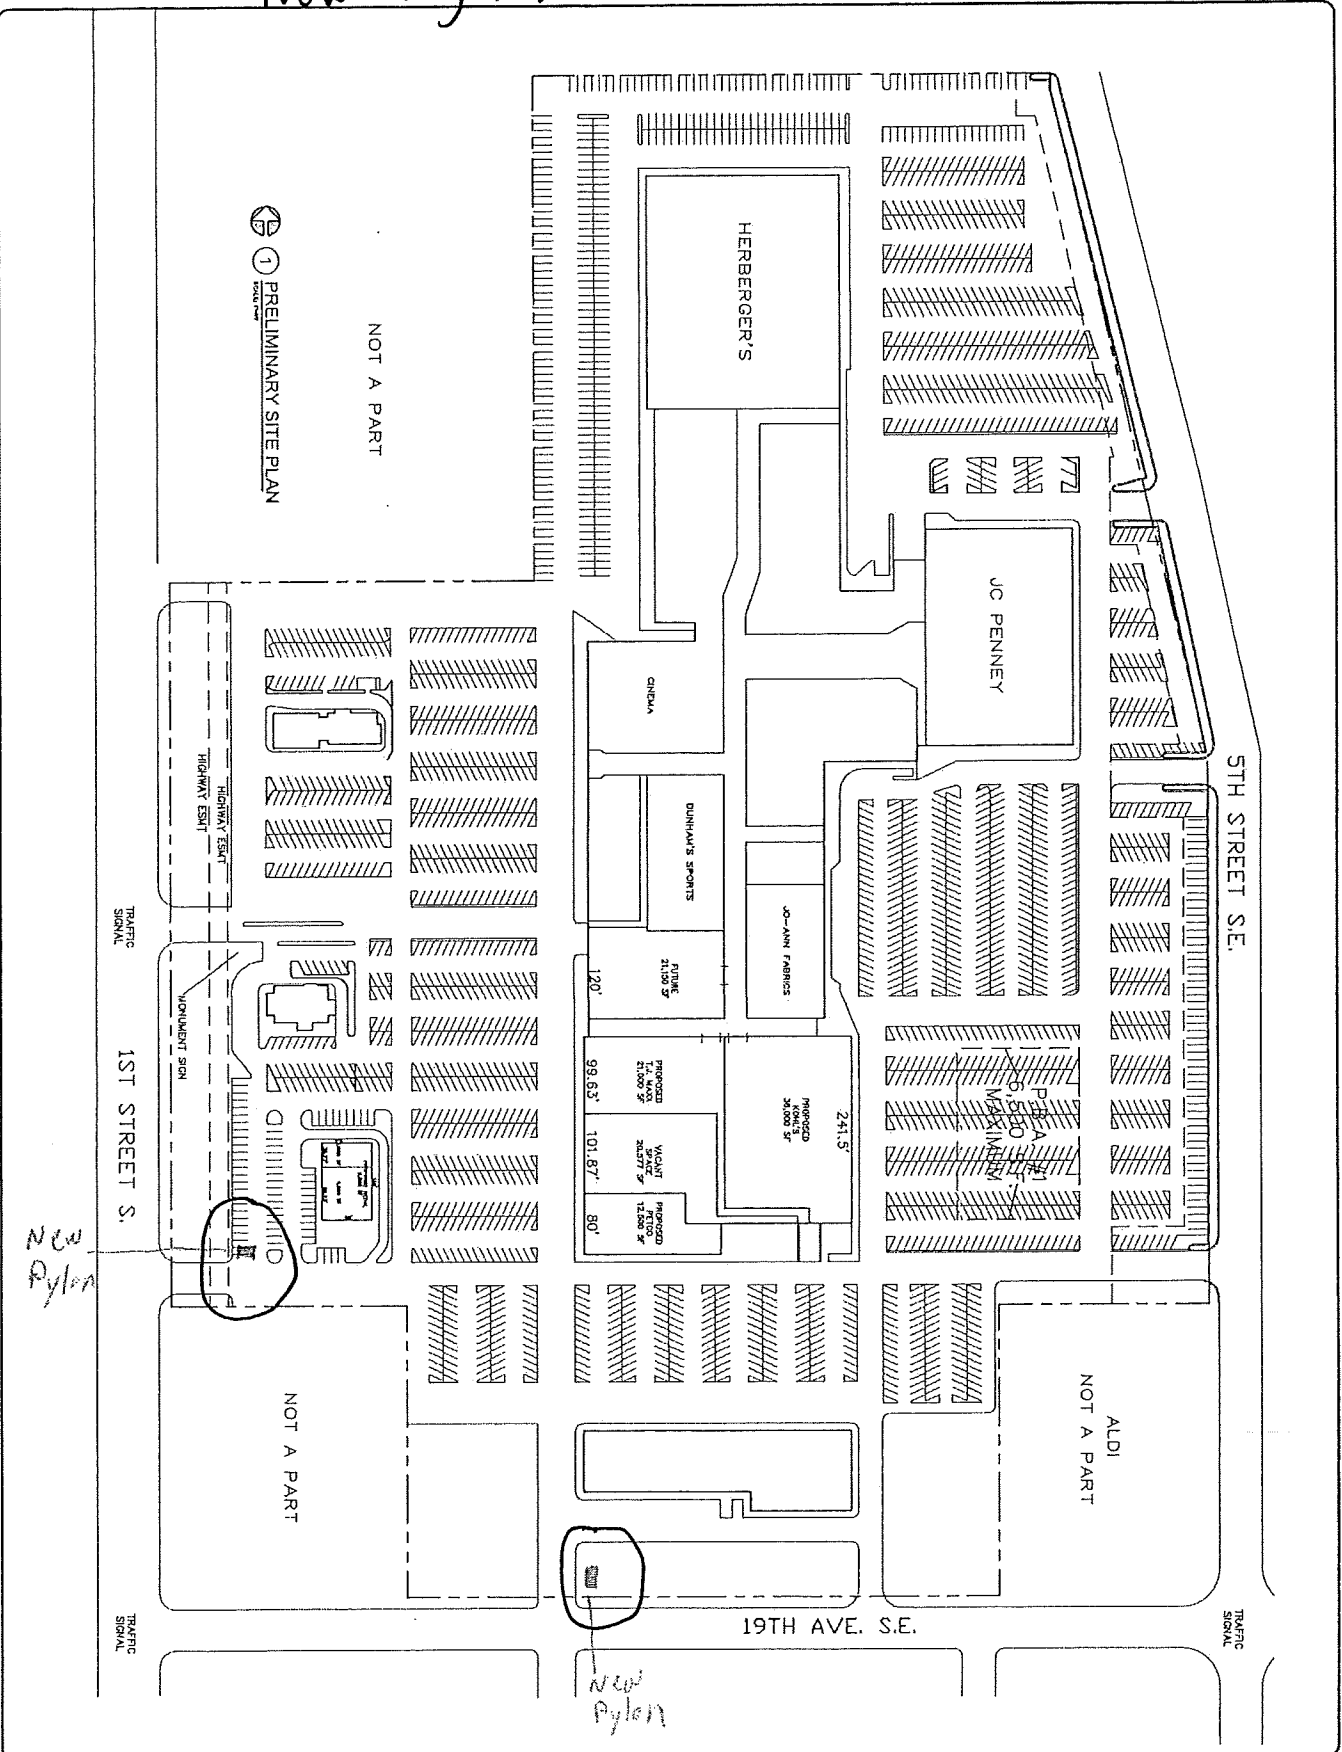 HERBERGER'S
NOT A PART
1
PRELIMINARY SITE PLAN
JC PENNEY
CINEMA
5TH STREET S.E.
HIGHWAY ESMT
HIGHWAY ESMT
DUNHAM'S SPORTS
JO-ANN FABRICS
TRAFFIC
SIGNAL
MONUMENT SIGN
FUTURE
21,150 SF
120'
1ST STREET S.
PROPOSED
T.J. MAXX
21,000 SF
99.63'
PROPOSED
KOHL'S
241.5'
P.B.A. #1
MAXIMUM
VACANT
SPACE
20,577 SF
101.87'
PROPOSED
PETCO
12,500 SF
80'
New
Pylon
NOT A PART
ALDI
NOT A PART
19TH AVE. S.E.
TRAFFIC
SIGNAL
TRAFFIC
SIGNAL
New
Pylon